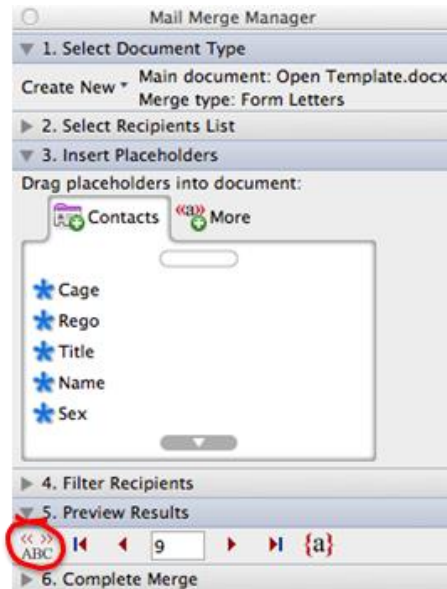 Mail Merge Manager
1. Select Document Type
Create New
Main document: Open Template.docx
Merge type: Form Letters
2. Select Recipients List
3. Insert Placeholders
Drag placeholders into document:
Contacts
«a» More
Cage
Rego
Title
Name
Sex
4. Filter Recipients
5. Preview Results
« »
ABC
9
{a}
6. Complete Merge